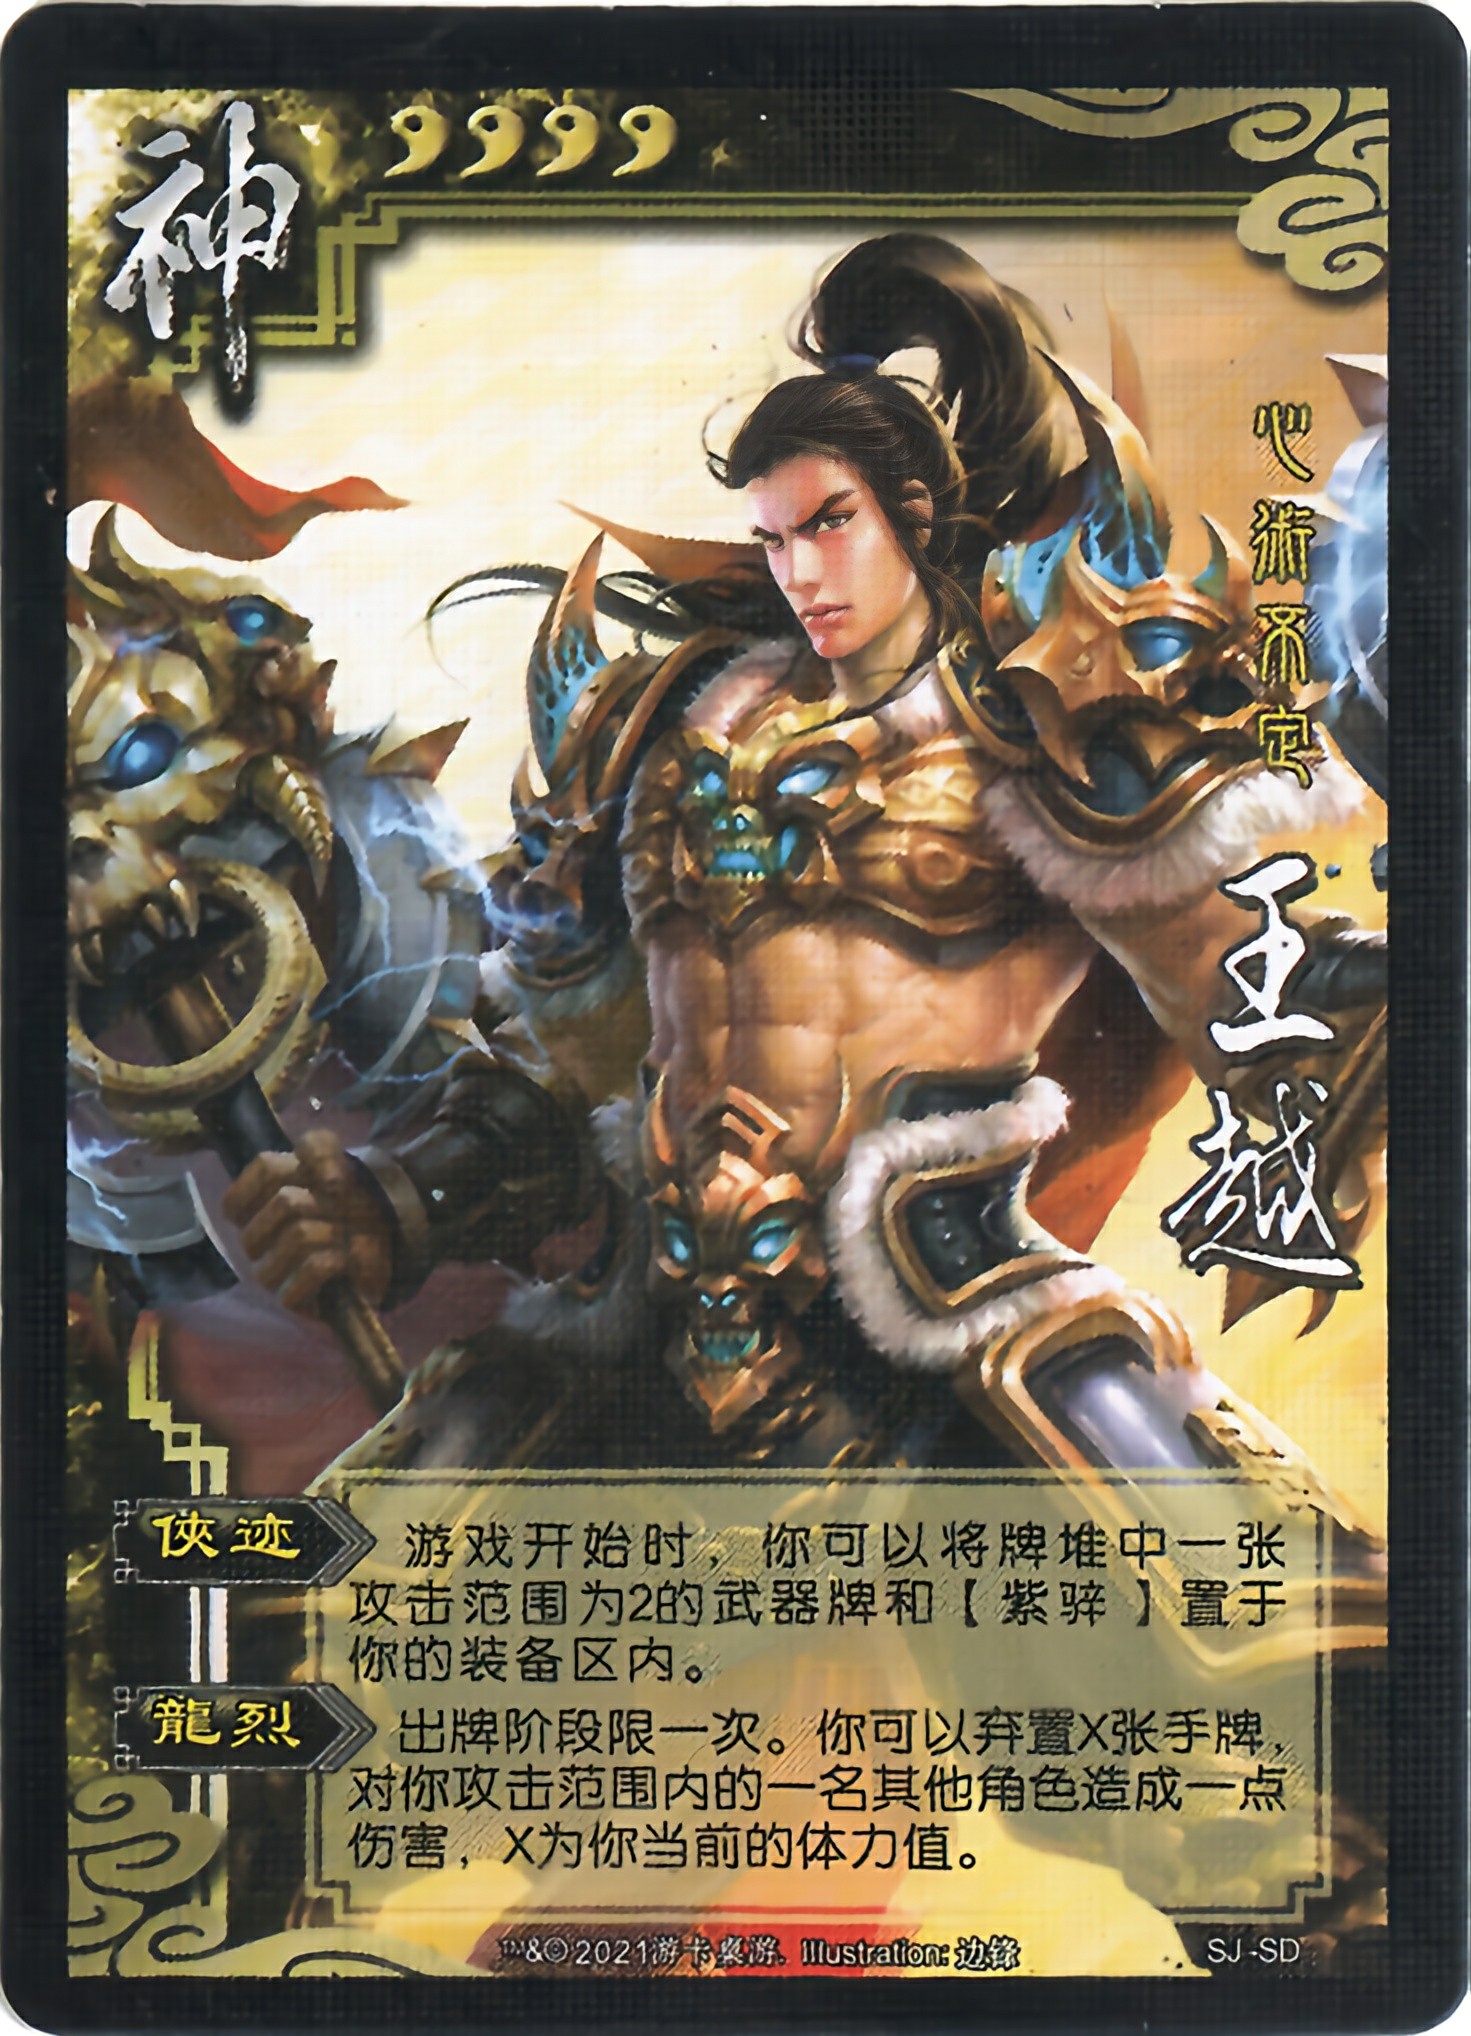 神
心術不定
王越
俠迹
游戏开始时，你可以将牌堆中一张
攻击范围为2的武器牌和【紫骍】置于
你的装备区内。
龍烈
出牌阶段限一次。你可以弃置X张手牌，
对你攻击范围内的一名其他角色造成一点
伤害，X为你当前的体力值。
™&©2021游卡桌游. Illustration:边锋
SJ-SD